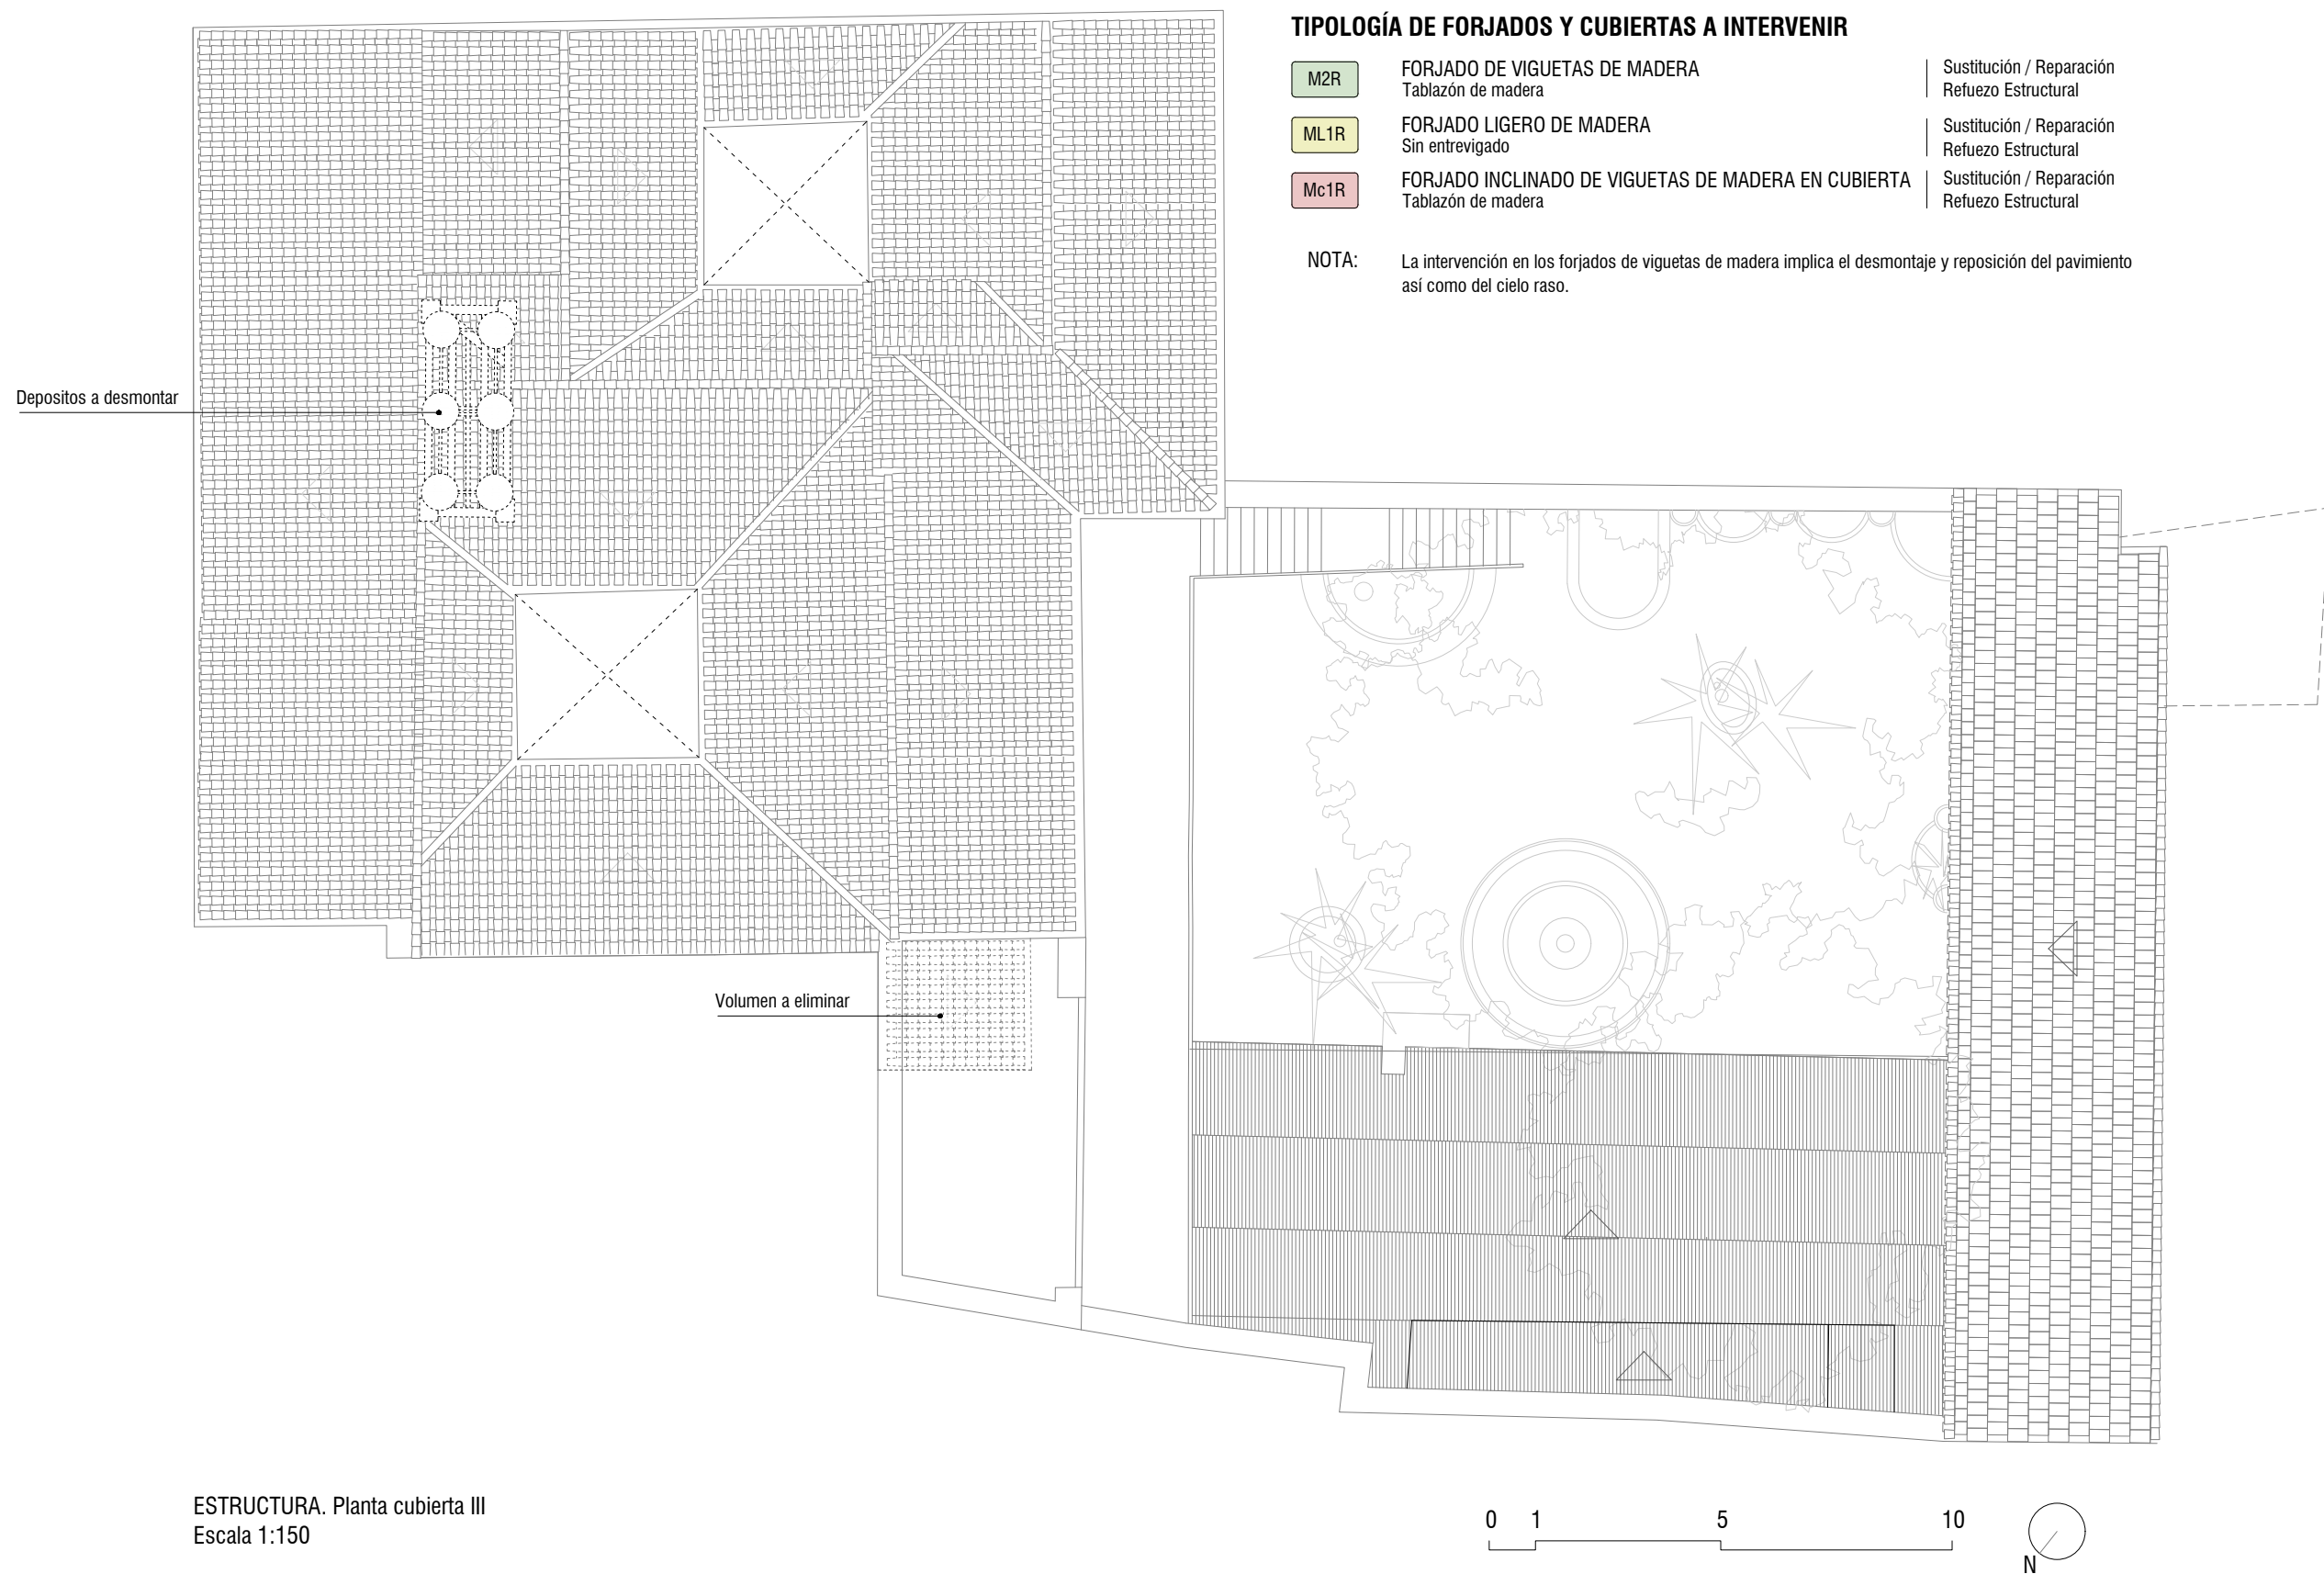 TIPOLOGÍA DE FORJADOS Y CUBIERTAS A INTERVENIR
M2R
FORJADO DE VIGUETAS DE MADERA
Tablazón de madera
Sustitución / Reparación
Refuezo Estructural
ML1R
FORJADO LIGERO DE MADERA
Sin entrevigado
Sustitución / Reparación
Refuezo Estructural
Mc1R
FORJADO INCLINADO DE VIGUETAS DE MADERA EN CUBIERTA
Tablazón de madera
Sustitución / Reparación
Refuezo Estructural
NOTA:
La intervención en los forjados de viguetas de madera implica el desmontaje y reposición del pavimento
así como del cielo raso.
Depositos a desmontar
Volumen a eliminar
ESTRUCTURA. Planta cubierta III
Escala 1:150
0 1 5 10
N